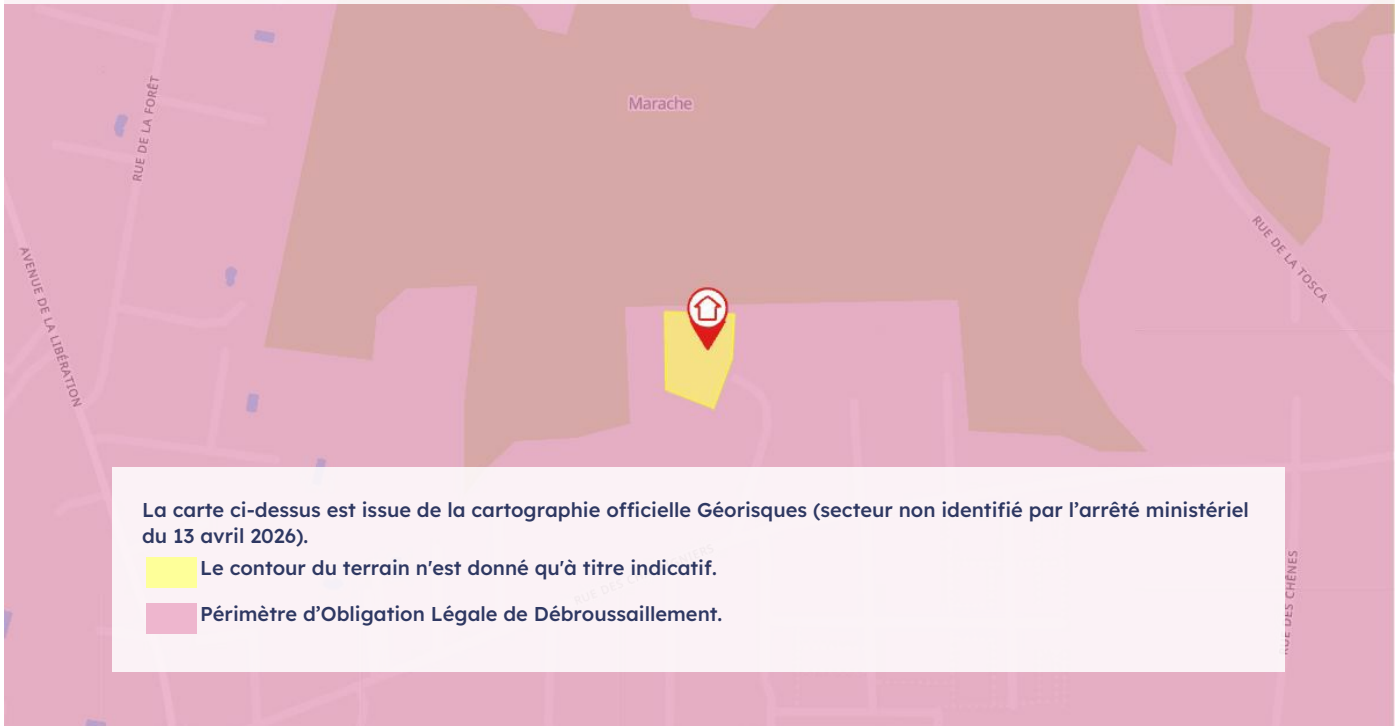 Marache
RUE DE LA FORÊT
AVENUE DE LA LIBÉRATION
RUE DE LA TOSCA
La carte ci-dessus est issue de la cartographie officielle Géorisques (secteur non identifié par l’arrêté ministériel
du 13 avril 2026).
Le contour du terrain n'est donné qu'à titre indicatif.
Périmètre d’Obligation Légale de Débroussaillement.
RUE DES CHÊNES